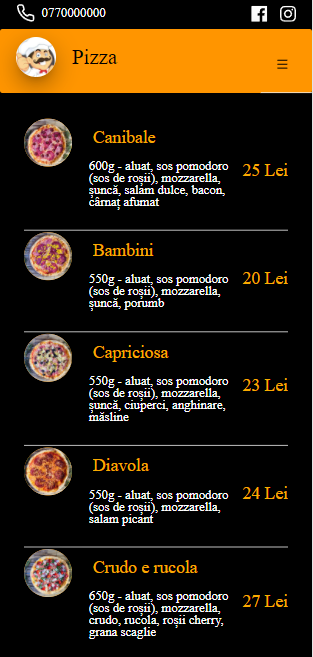 0770000000
Pizza
☰
Canibale
600g - aluat, sos pomodoro
(sos de roșii), mozzarella,
șuncă, salam dulce, bacon,
cârnaț afumat
25 Lei
Bambini
550g - aluat, sos pomodoro
(sos de roșii), mozzarella,
șuncă, porumb
20 Lei
Capriciosa
550g - aluat, sos pomodoro
(sos de roșii), mozzarella,
șuncă, ciuperci, anghinare,
măsline
23 Lei
Diavola
550g - aluat, sos pomodoro
(sos de roșii), mozzarella,
salam picant
24 Lei
Crudo e rucola
650g - aluat, sos pomodoro
(sos de roșii), mozzarella,
crudo, rucola, roșii cherry,
grana scaglie
27 Lei